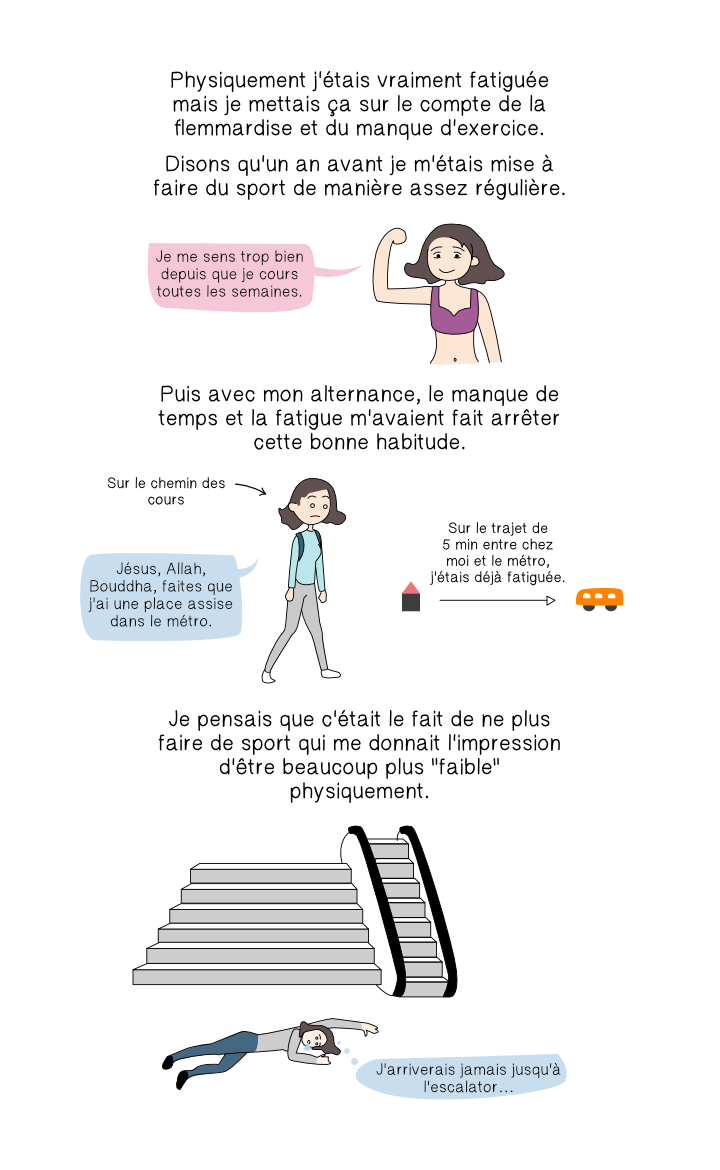 Physiquement j'étais vraiment fatiguée
mais je mettais ça sur le compte de la
flemmardise et du manque d'exercice.
Disons qu'un an avant je m'étais mise à
faire du sport de manière assez régulière.
Je me sens trop bien
depuis que je cours
toutes les semaines.
Puis avec mon alternance, le manque de
temps et la fatigue m'avaient fait arrêter
cette bonne habitude.
Sur le chemin des
cours
Jésus, Allah,
Bouddha, faites que
j'ai une place assise
dans le métro.
Sur le trajet de
5 min entre chez
moi et le métro,
j'étais déjà fatiguée.
Je pensais que c'était le fait de ne plus
faire de sport qui me donnait l'impression
d'être beaucoup plus "faible"
physiquement.
J'arriverais jamais jusqu'à
l'escalator...